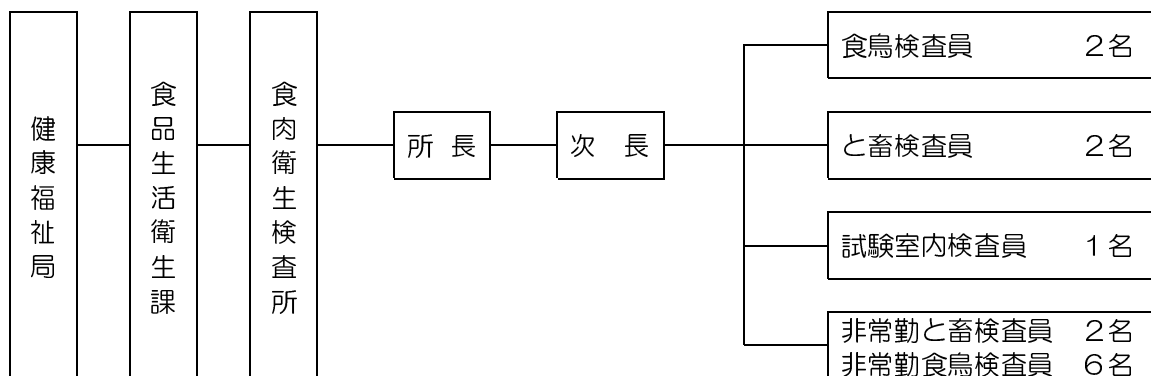 健康福祉局
食品生活衛生課
食肉衛生検査所
所 長
次 長
食鳥検査員 2名
と畜検査員 2名
試験室内検査員 1名
非常勤と畜検査員 2名
非常勤食鳥検査員 6名